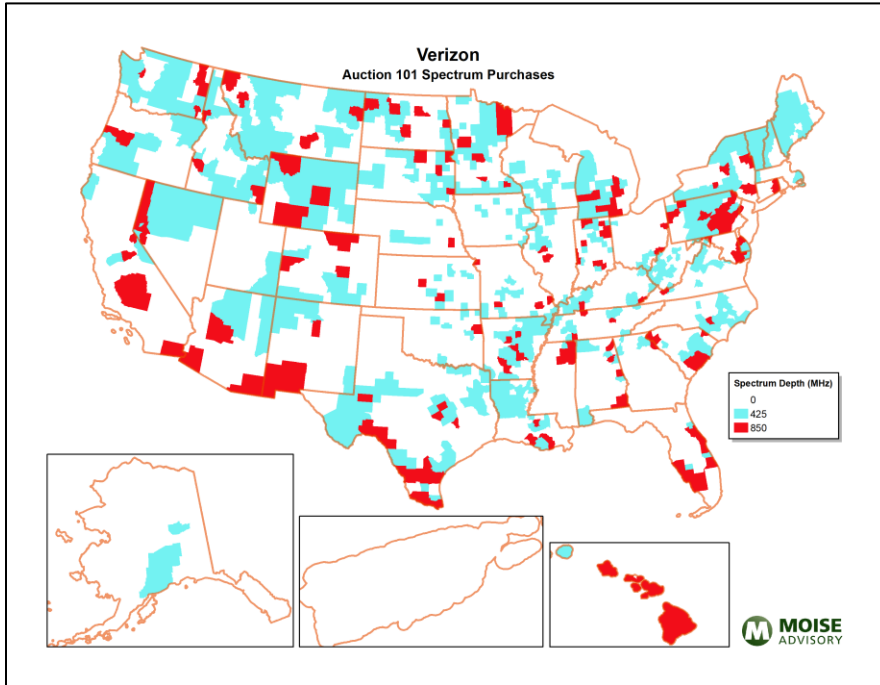 Verizon
Auction 101 Spectrum Purchases
Spectrum Depth (MHz)
0
425
850
M MOISE
ADVISORY